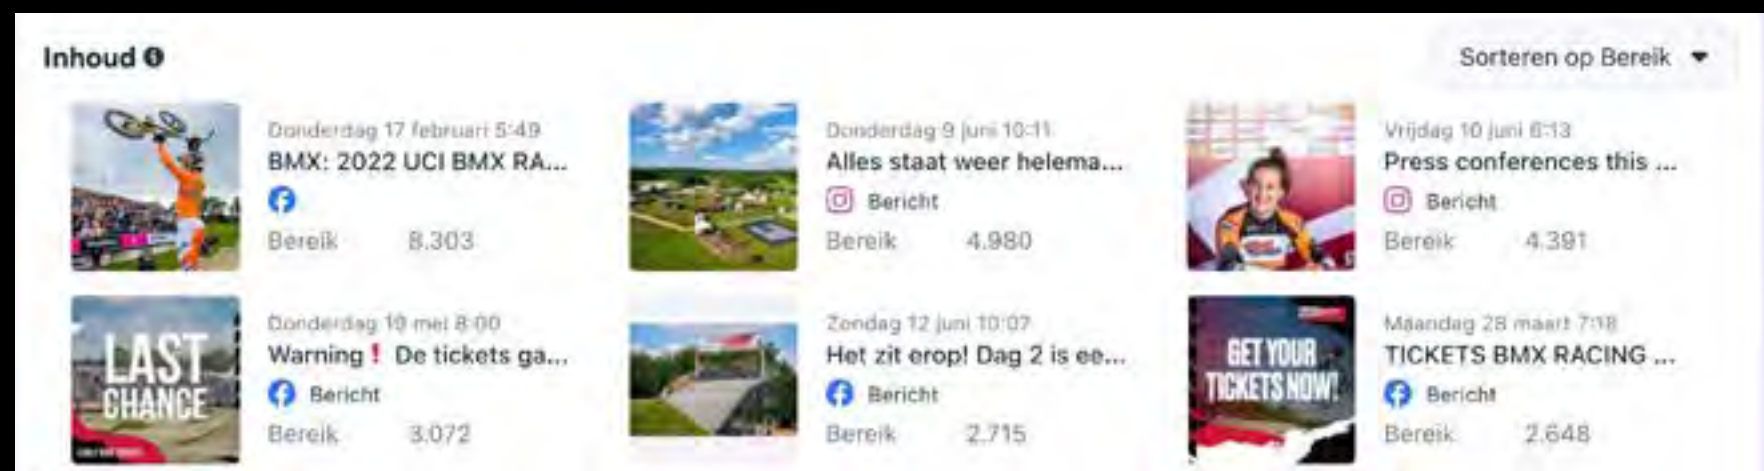 Inhoud
Sorteren op Bereik
Donderdag 17 februari 5:49
BMX: 2022 UCI BMX RA...
Bereik 8.303
Donderdag 9 juni 10:11
Alles staat weer helema...
Bericht
Bereik 4.980
Vrijdag 10 juni 6:13
Press conferences this ...
Bericht
Bereik 4.391
LAST
CHANCE
Donderdag 19 mei 8:00
Warning❗ De tickets ga...
Bericht
Bereik 3.072
Zondag 12 juni 10:07
Het zit erop! Dag 2 is ee...
Bericht
Bereik 2.715
GET YOUR
TICKETS NOW!
Maandag 28 maart 7:18
TICKETS BMX RACING ...
Bericht
Bereik 2.648